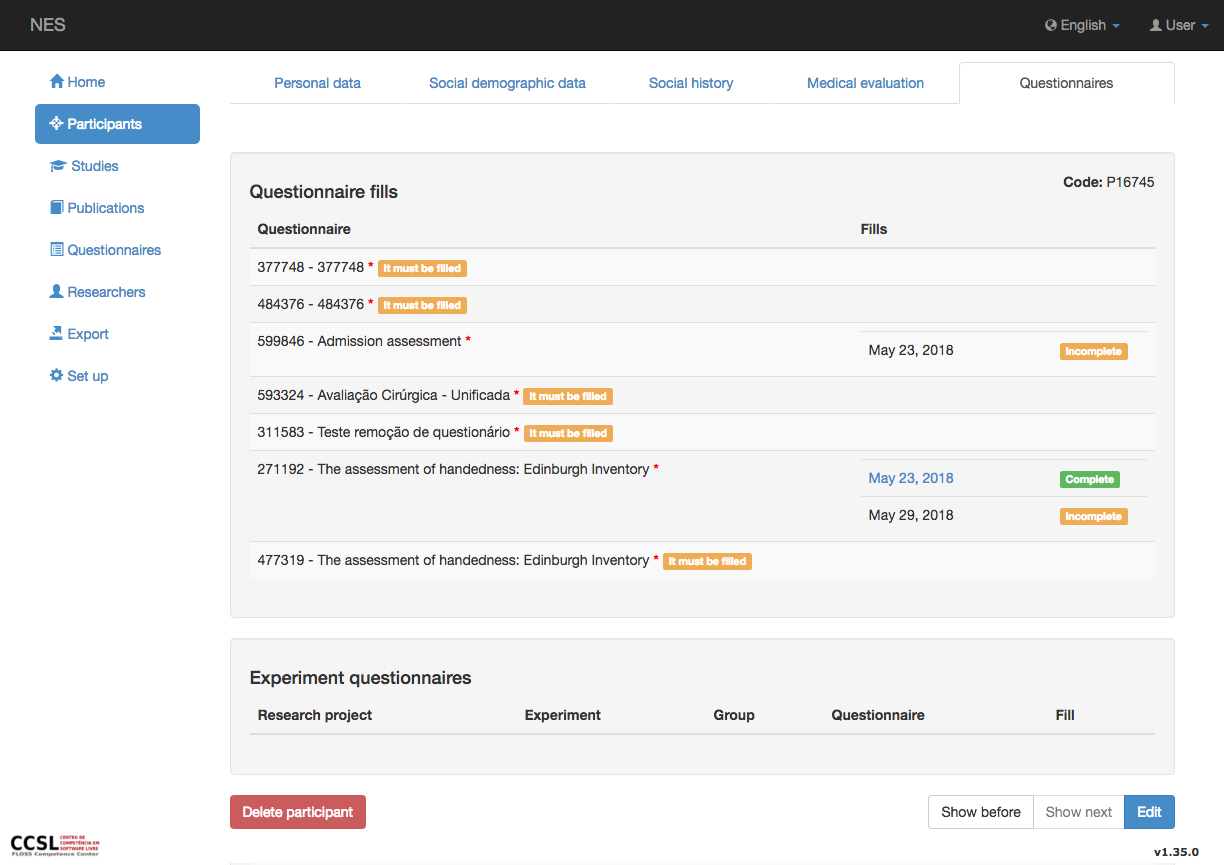 NES English User
Home
Participants
Studies
Publications
Questionnaires
Researchers
Export
Set up
Personal data Social demographic data Social history Medical evaluation Questionnaires
Code: P16745
Questionnaire fills
Questionnaire Fills
377748 - 377748 * It must be filled
484376 - 484376 * It must be filled
599846 - Admission assessment *
May 23, 2018 Incomplete
593324 - Avaliação Cirúrgica - Unificada * It must be filled
311583 - Teste remoção de questionário * It must be filled
271192 - The assessment of handedness: Edinburgh Inventory *
May 23, 2018 Complete
May 29, 2018 Incomplete
477319 - The assessment of handedness: Edinburgh Inventory * It must be filled
Experiment questionnaires
Research project Experiment Group Questionnaire Fill
Delete participant Show before Show next Edit
CCSL CENTRO DE
COMPETÊNCIA EM
SOFTWARE LIVRE
FLOSS Competence Center
v1.35.0